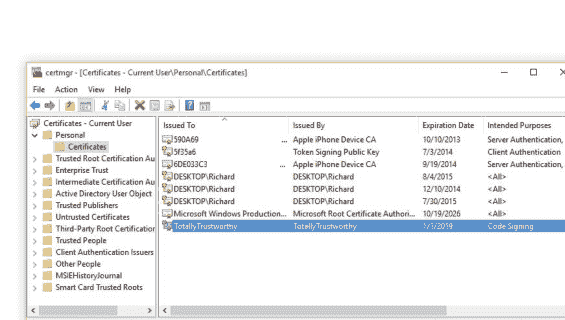 certmgr - [Certificates - Current User\Personal\Certificates]
File Action View Help
Certificates - Current User
Personal
Certificates
Trusted Root Certification Au
Enterprise Trust
Intermediate Certification Au
Active Directory User Object
Trusted Publishers
Untrusted Certificates
Third-Party Root Certification
Trusted People
Client Authentication Issuers
Other People
MSIEHistoryJournal
Smart Card Trusted Roots
Issued To Issued By Expiration Date Intended Purposes
590A69 ... Apple iPhone Device CA 10/10/2013 Server Authentication,
5f35a6 Token Signing Public Key 7/3/2014 Client Authentication
6DE033C3 ... Apple iPhone Device CA 9/19/2014 Server Authentication,
DESKTOP\Richard DESKTOP\Richard 8/4/2015 <All>
DESKTOP\Richard DESKTOP\Richard 12/10/2014 <All>
DESKTOP\Richard DESKTOP\Richard 7/30/2015 <All>
Microsoft Windows Production... Microsoft Root Certificate Authori... 10/19/2026 <All>
TotallyTrustworthy TotallyTrustworthy 1/1/2019 Code Signing